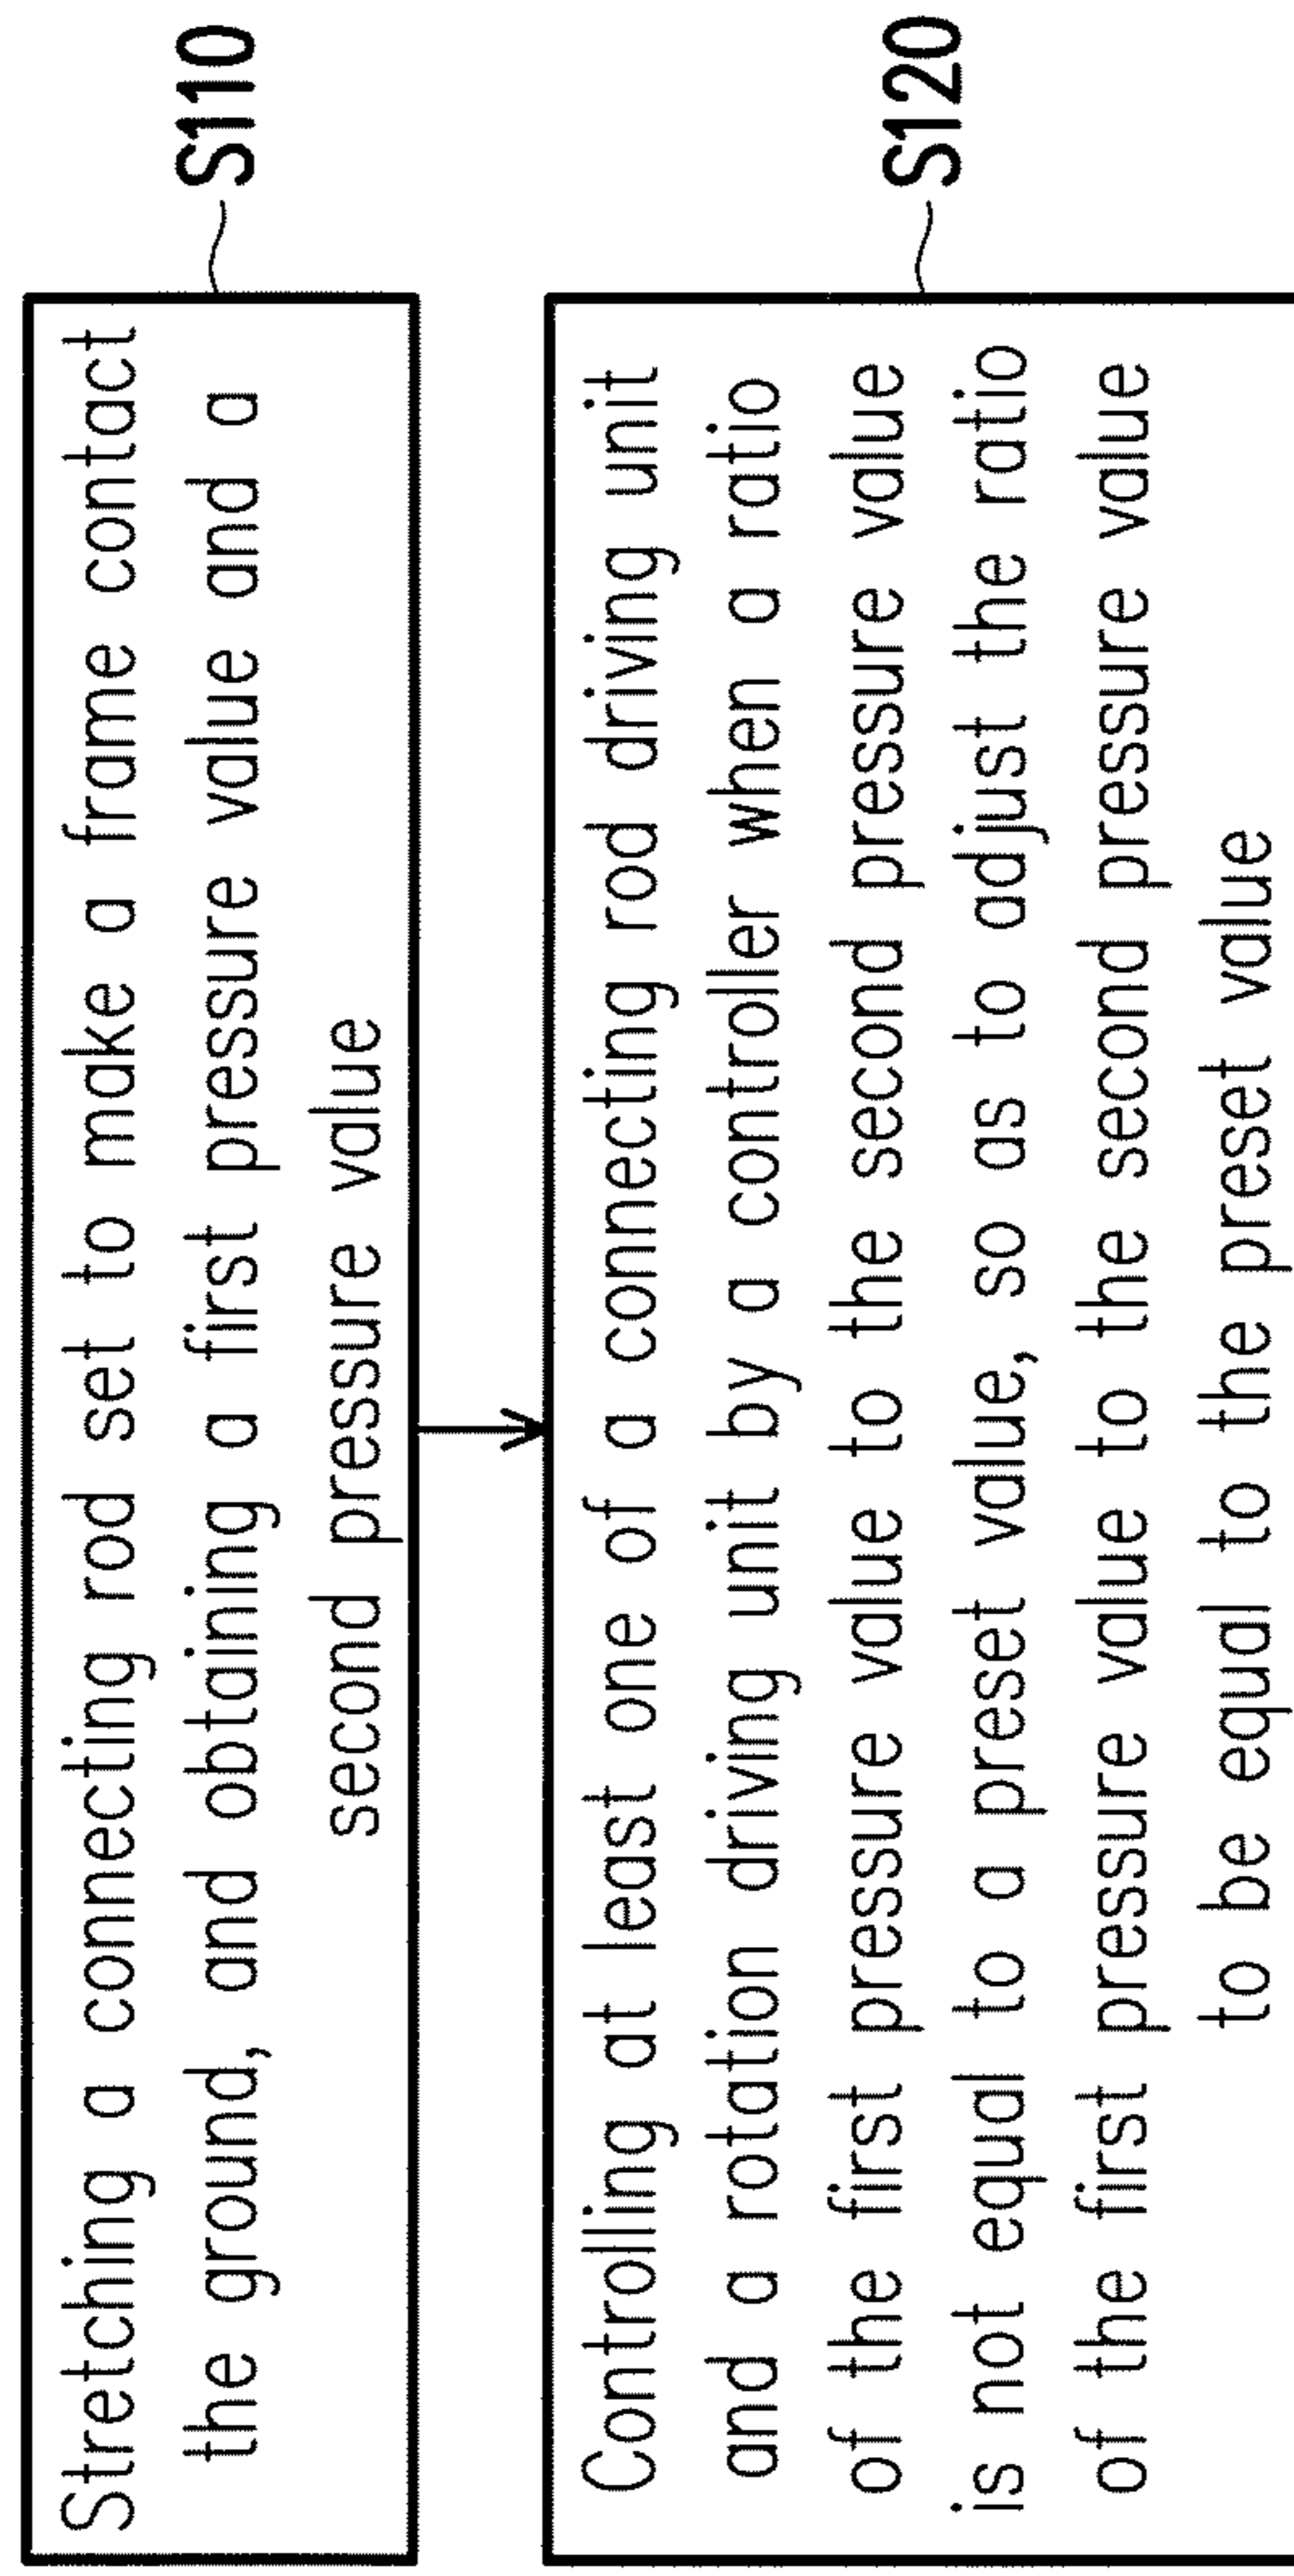 Stretching a connecting rod set to make a frame contact
the ground, and obtaining a first pressure value and a
second pressure value
S110
Controlling at least one of a connecting rod driving unit
and a rotation driving unit by a controller when a ratio
of the first pressure value to the second pressure value
is not equal to a preset value, so as to adjust the ratio
of the first pressure value to the second pressure value
to be equal to the preset value
S120